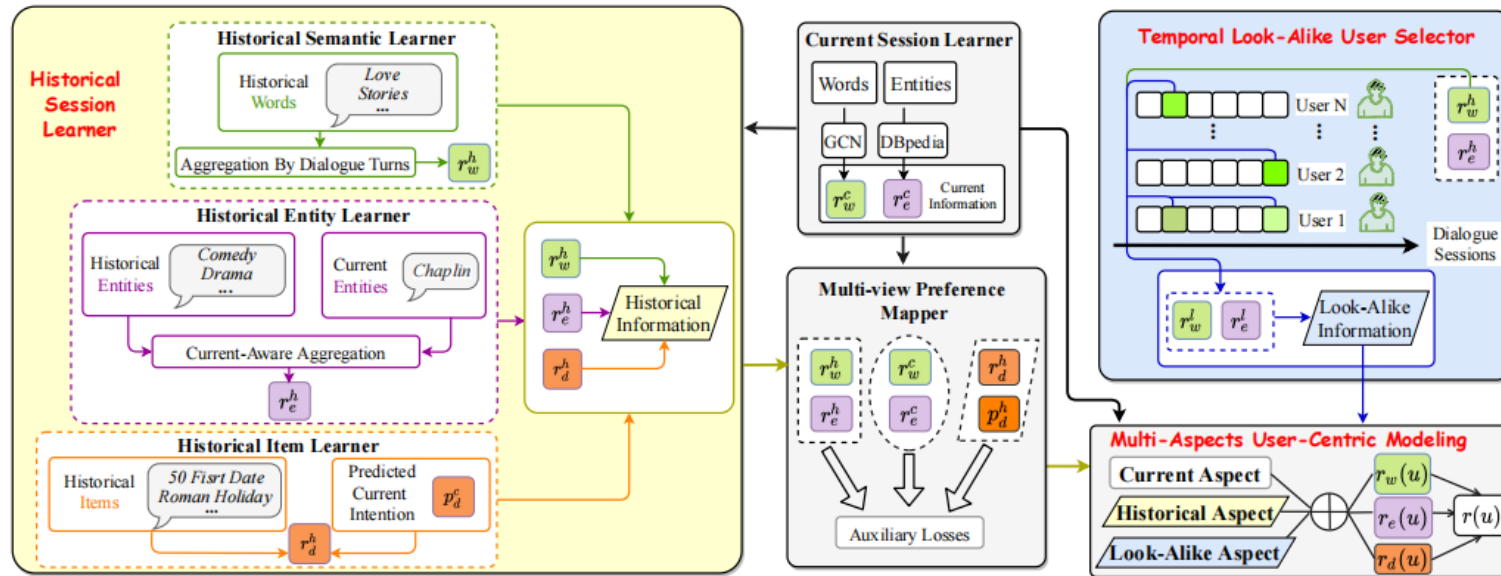 Historical
Session
Learner
Historical Semantic Learner
Historical
Words
Love
Stories
...
Aggregation By Dialogue Turns
r_w^h
Historical Entity Learner
Historical
Entities
Comedy
Drama
...
Current
Entities
Chaplin
Current-Aware Aggregation
r_e^h
Historical Item Learner
Historical
Items
50 Fisrt Date
Roman Holiday
...
Predicted
Current
Intention
p_d^c
r_d^h
r_w^h
r_e^h
r_d^h
Historical
Information
Current Session Learner
Words
Entities
GCN
DBpedia
r_w^c
r_e^c
Current
Information
Multi-view Preference
Mapper
r_w^h
r_w^c
r_d^h
r_e^h
r_e^c
p_d^h
Auxiliary Losses
Temporal Look-Alike User Selector
User N
User 2
User 1
r_w^h
r_e^h
Dialogue
Sessions
r_w^l
r_e^l
Look-Alike
Information
Multi-Aspects User-Centric Modeling
Current Aspect
Historical Aspect
Look-Alike Aspect
r_w(u)
r_e(u)
r_d(u)
r(u)